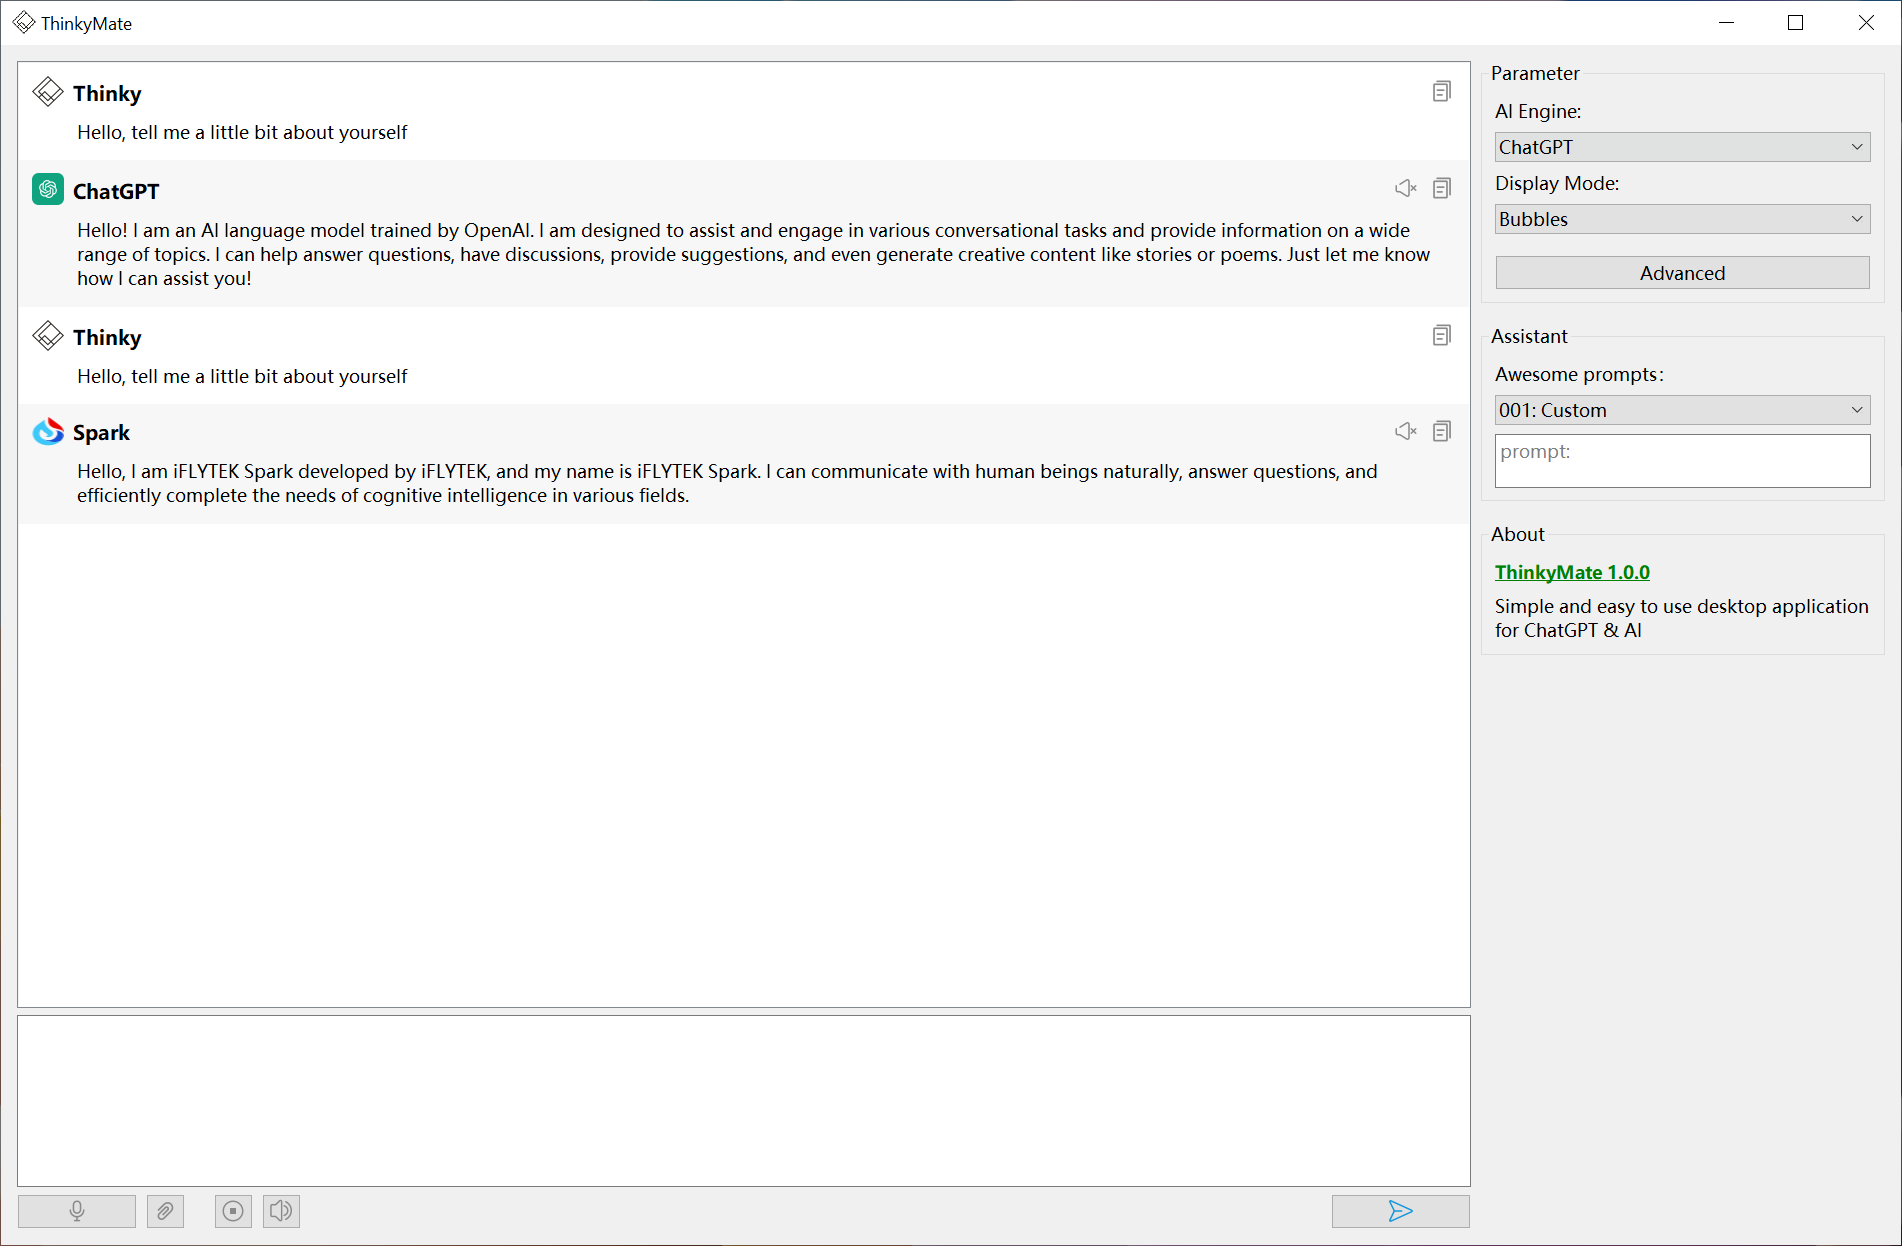 ThinkyMate
Thinky
Hello, tell me a little bit about yourself
ChatGPT
Hello! I am an AI language model trained by OpenAI. I am designed to assist and engage in various conversational tasks and provide information on a wide
range of topics. I can help answer questions, have discussions, provide suggestions, and even generate creative content like stories or poems. Just let me know
how I can assist you!
Thinky
Hello, tell me a little bit about yourself
Spark
Hello, I am iFLYTEK Spark developed by iFLYTEK, and my name is iFLYTEK Spark. I can communicate with human beings naturally, answer questions, and
efficiently complete the needs of cognitive intelligence in various fields.
Parameter
AI Engine:
ChatGPT
Display Mode:
Bubbles
Advanced
Assistant
Awesome prompts:
001: Custom
prompt:
About
ThinkyMate 1.0.0
Simple and easy to use desktop application
for ChatGPT & AI